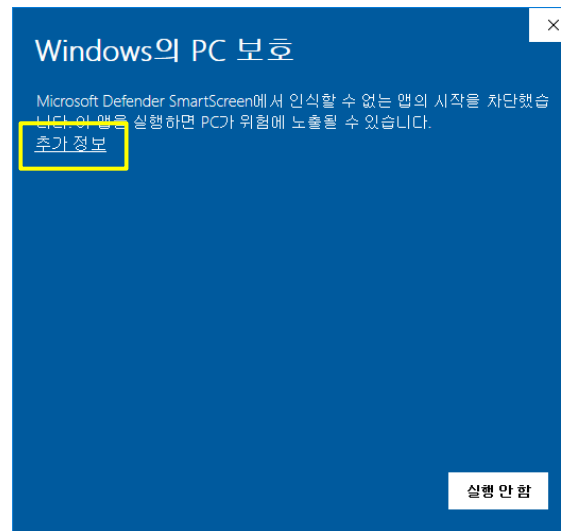 Windows의 PC 보호
Microsoft Defender SmartScreen에서 인식할 수 없는 앱의 시작을 차단했습
니다. 이 앱을 실행하면 PC가 위험에 노출될 수 있습니다.
추가 정보
실행 안 함